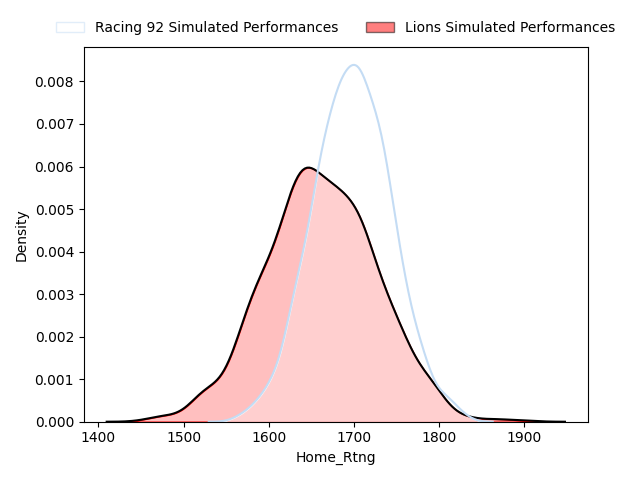 Racing 92 Simulated Performances Lions Simulated Performances
0.008
0.007
0.006
0.005
0.004
0.003
0.002
0.001
0.000
Density
1400 1500 1600 1700 1800 1900
Home_Rtng